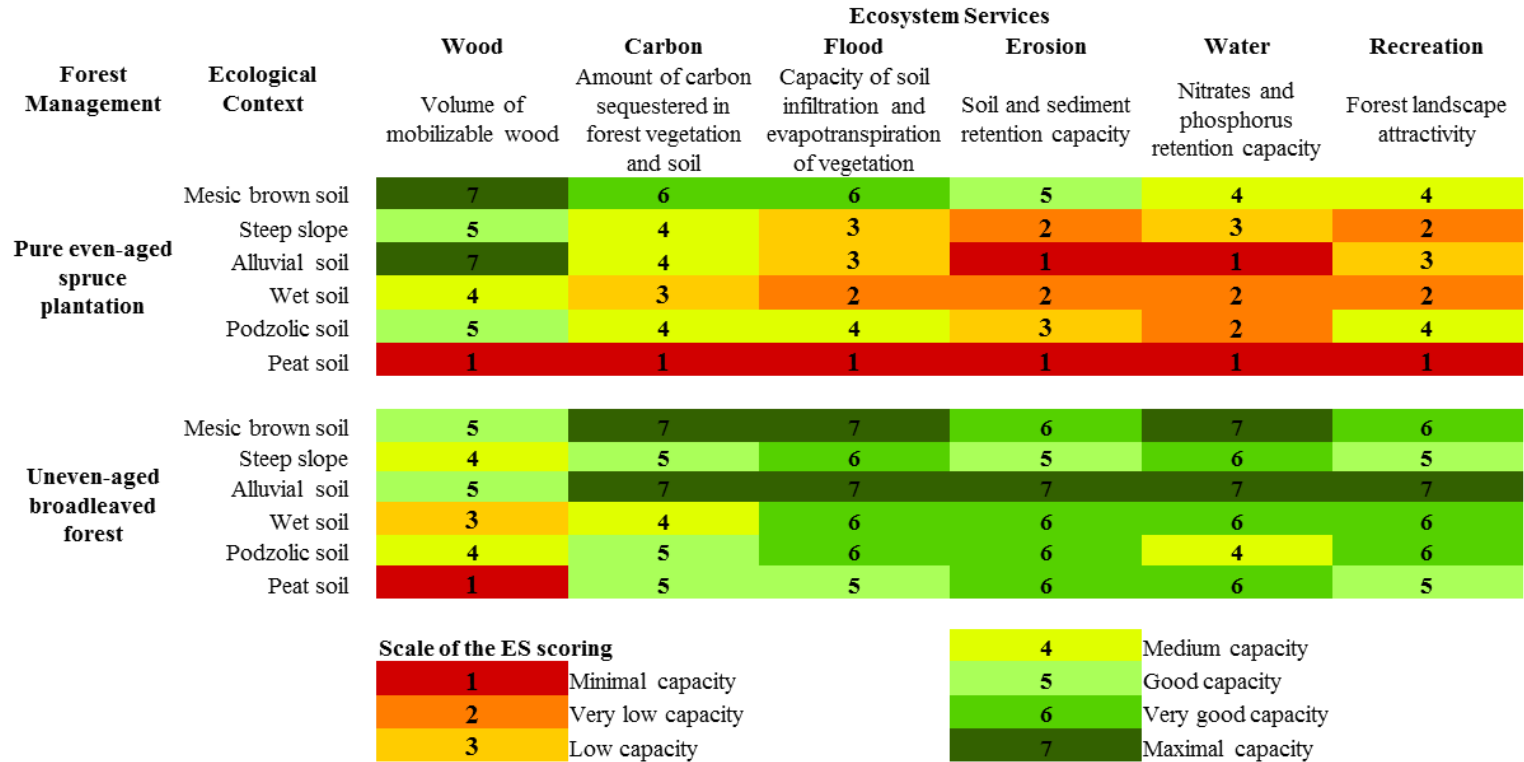 Ecosystem Services
Wood Carbon Flood Erosion Water Recreation
Forest Management Ecological Context Volume of mobilizable wood Amount of carbon sequestered in forest vegetation and soil Capacity of soil infiltration and evapotranspiration of vegetation Soil and sediment retention capacity Nitrates and phosphorus retention capacity Forest landscape attractivity
Pure even-aged spruce plantation
Mesic brown soil 7 6 6 5 4 4
Steep slope 5 4 3 2 3 2
Alluvial soil 7 4 3 1 1 3
Wet soil 4 3 2 2 2 2
Podzolic soil 5 4 4 3 2 4
Peat soil 1 1 1 1 1 1
Uneven-aged broadleaved forest
Mesic brown soil 5 7 7 6 7 6
Steep slope 4 5 6 5 6 5
Alluvial soil 5 7 7 7 7 7
Wet soil 3 4 6 6 6 6
Podzolic soil 4 5 6 6 4 6
Peat soil 1 5 5 6 6 5
Scale of the ES scoring
1 Minimal capacity
2 Very low capacity
3 Low capacity
4 Medium capacity
5 Good capacity
6 Very good capacity
7 Maximal capacity